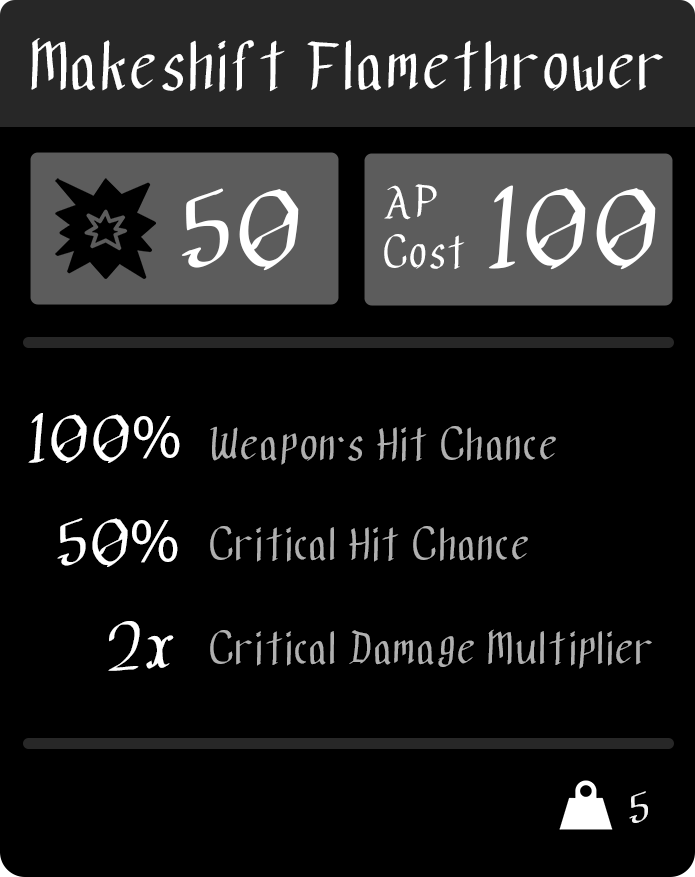 Makeshift Flamethrower
50
AP
Cost
100
100% Weapon's Hit Chance
50% Critical Hit Chance
2x Critical Damage Multiplier
5